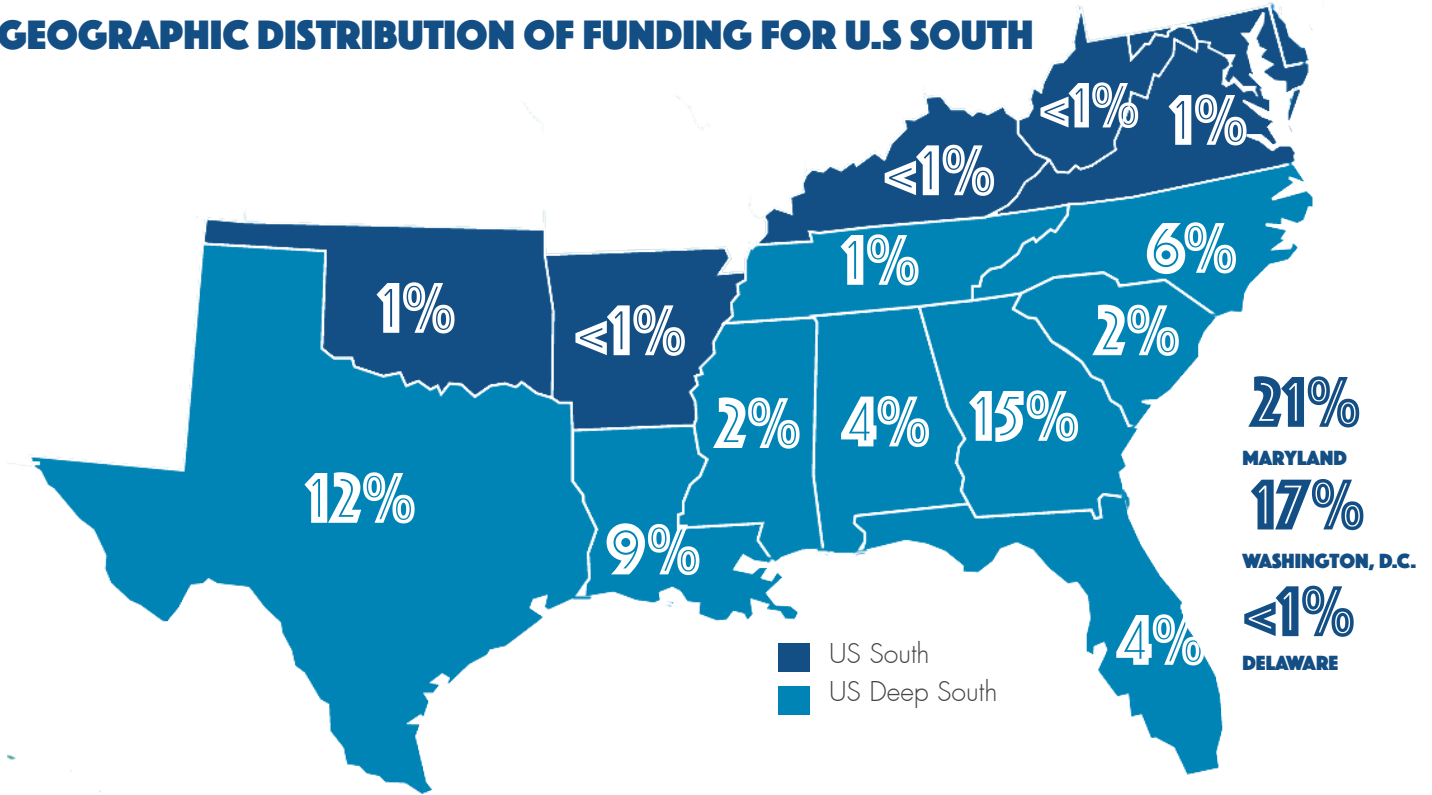 GEOGRAPHIC DISTRIBUTION OF FUNDING FOR U.S SOUTH
<1%
1%
<1%
6%
1%
1%
<1%
2%
2%
4%
15%
21%
MARYLAND
12%
17%
9%
WASHINGTON, D.C.
<1%
4%
DELAWARE
US South
US Deep South